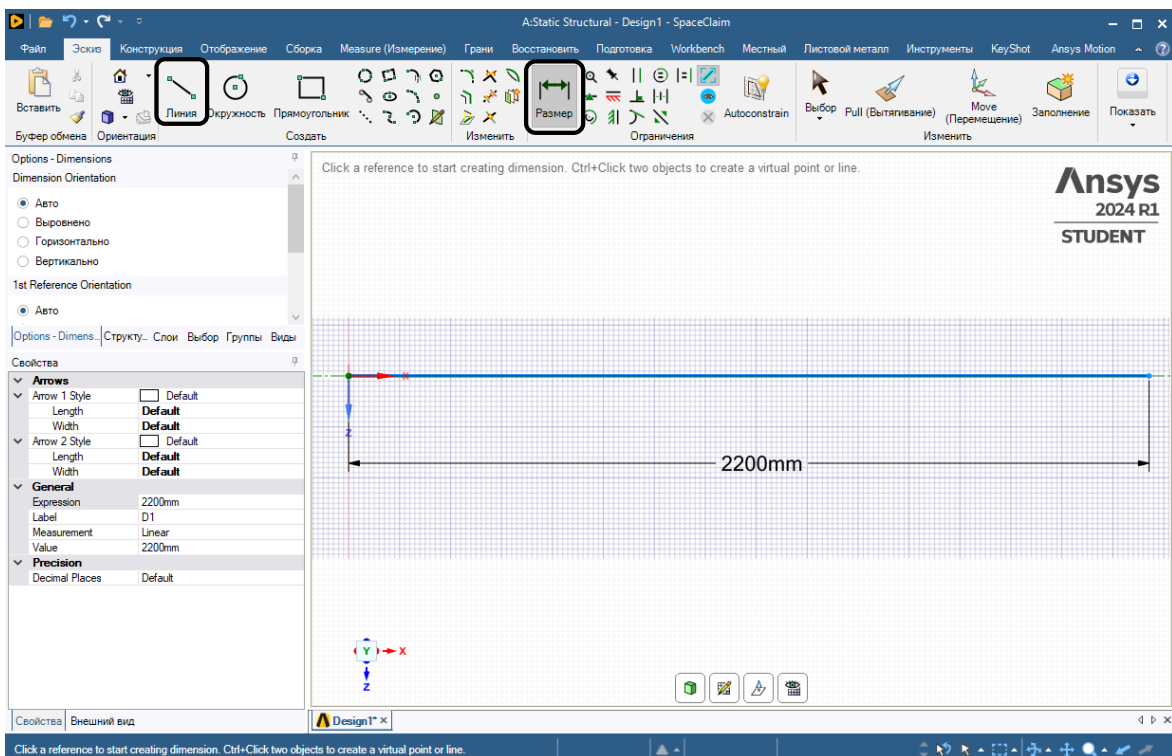 A:Static Structural - Design1 - SpaceClaim
Файл Эскиз Конструкция Отображение Сборка Measure (Измерение) Грани Восстановить Подготовка Workbench Местный Листовой металл Инструменты KeyShot Ansys Motion
Вставить Линия Окружность Прямоугольник Размер Autoconstrain Выбор Pull (Вытягивание) Move (Перемещение) Заполнение Показать
Буфер обмена Ориентация Создать Изменить Ограничения Изменить
Options - Dimensions
Dimension Orientation
Авто
Выровнено
Горизонтально
Вертикально
1st Reference Orientation
Авто
Options - Dimens... Структу... Слои Выбор Группы Виды
Свойства
Arrows
Arrow 1 Style Default
Length Default
Width Default
Arrow 2 Style Default
Length Default
Width Default
General
Expression 2200mm
Label D1
Measurement Linear
Value 2200mm
Precision
Decimal Places Default
Свойства Внешний вид
Click a reference to start creating dimension. Ctrl+Click two objects to create a virtual point or line.
Ansys
2024 R1
STUDENT
X
Z
2200mm
Y X
Z
Design1*
Click a reference to start creating dimension. Ctrl+Click two objects to create a virtual point or line.